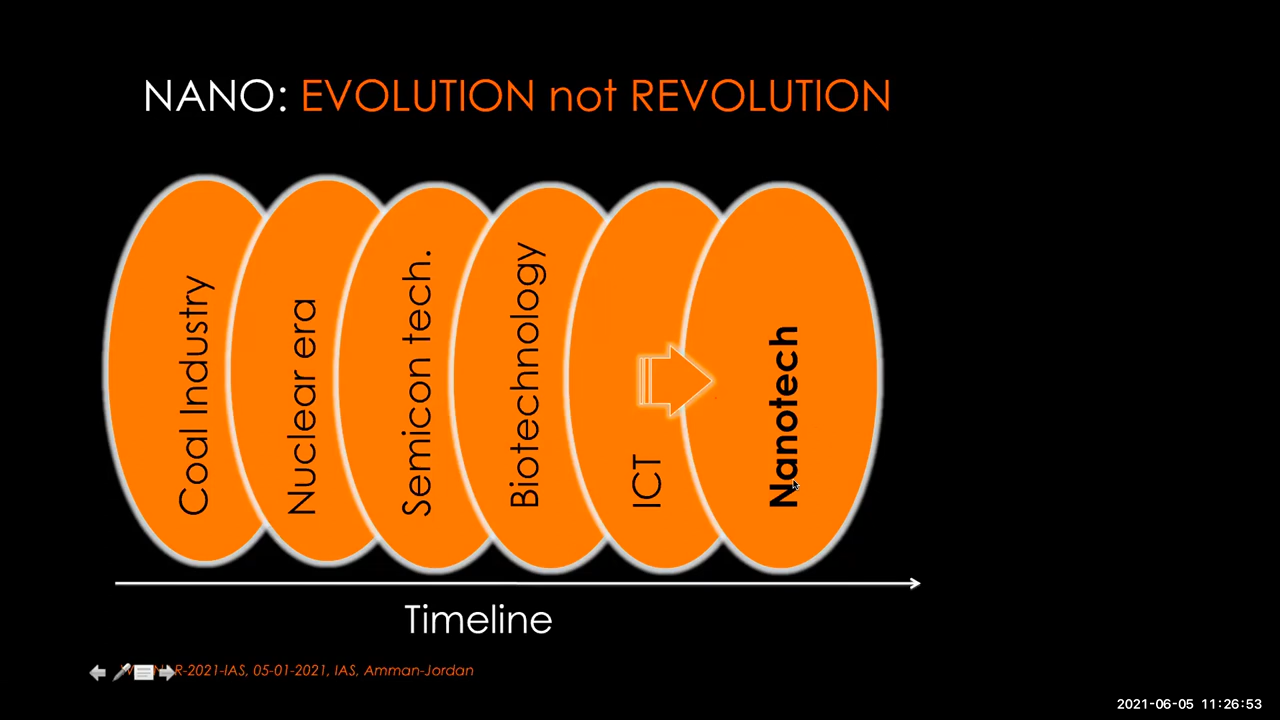 NANO: EVOLUTION not REVOLUTION
Coal Industry
Nuclear era
Semicon tech.
Biotechnology
ICT
Nanotech
Timeline
R-2021-IAS, 05-01-2021, IAS, Amman-Jordan
2021-06-05 11:26:53